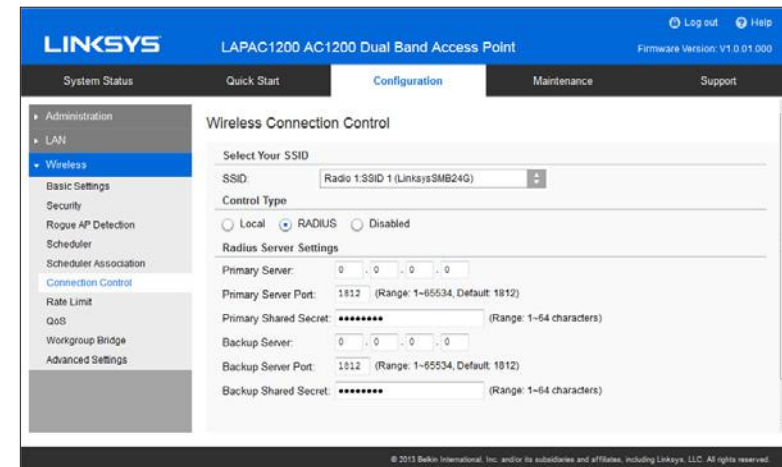 Log out Help
LINKSYS LAPAC1200 AC1200 Dual Band Access Point Firmware Version: V1.0.01.000
System Status Quick Start Configuration Maintenance Support
Administration
LAN
Wireless
Basic Settings
Security
Rogue AP Detection
Scheduler
Scheduler Association
Connection Control
Rate Limit
QoS
Workgroup Bridge
Advanced Settings
Wireless Connection Control
Select Your SSID
SSID: Radio 1:SSID 1 (LinksysSMB24G)
Control Type
Local RADIUS Disabled
Radius Server Settings
Primary Server: 0 . 0 . 0 . 0
Primary Server Port: 1812 (Range: 1~65534, Default: 1812)
Primary Shared Secret: •••••••• (Range: 1~64 characters)
Backup Server: 0 . 0 . 0 . 0
Backup Server Port: 1812 (Range: 1~65534, Default: 1812)
Backup Shared Secret: •••••••• (Range: 1~64 characters)
© 2013 Belkin International, Inc. and/or its subsidiaries and affiliates, including Linksys, LLC. All rights reserved.